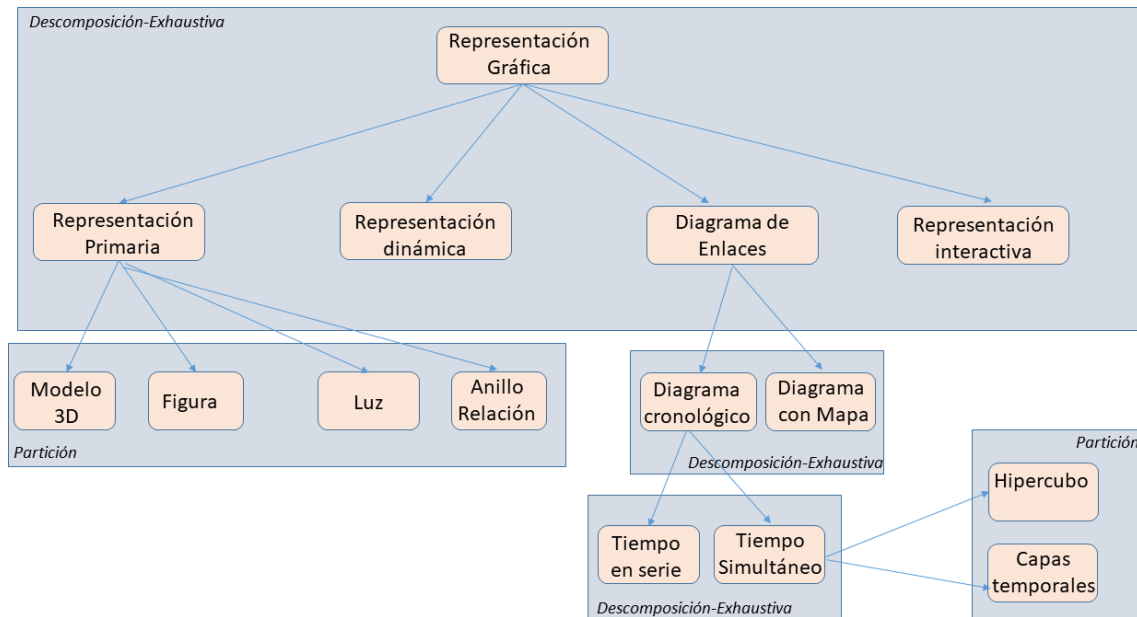 Descomposición-Exhaustiva
Representación
Gráfica
Representación
Primaria
Representación
dinámica
Diagrama de
Enlaces
Representación
interactiva
Modelo
3D
Figura
Luz
Anillo
Relación
Partición
Diagrama
cronológico
Diagrama
con Mapa
Descomposición-Exhaustiva
Partición
Hipercubo
Tiempo
en serie
Tiempo
Simultáneo
Capas
temporales
Descomposición-Exhaustiva